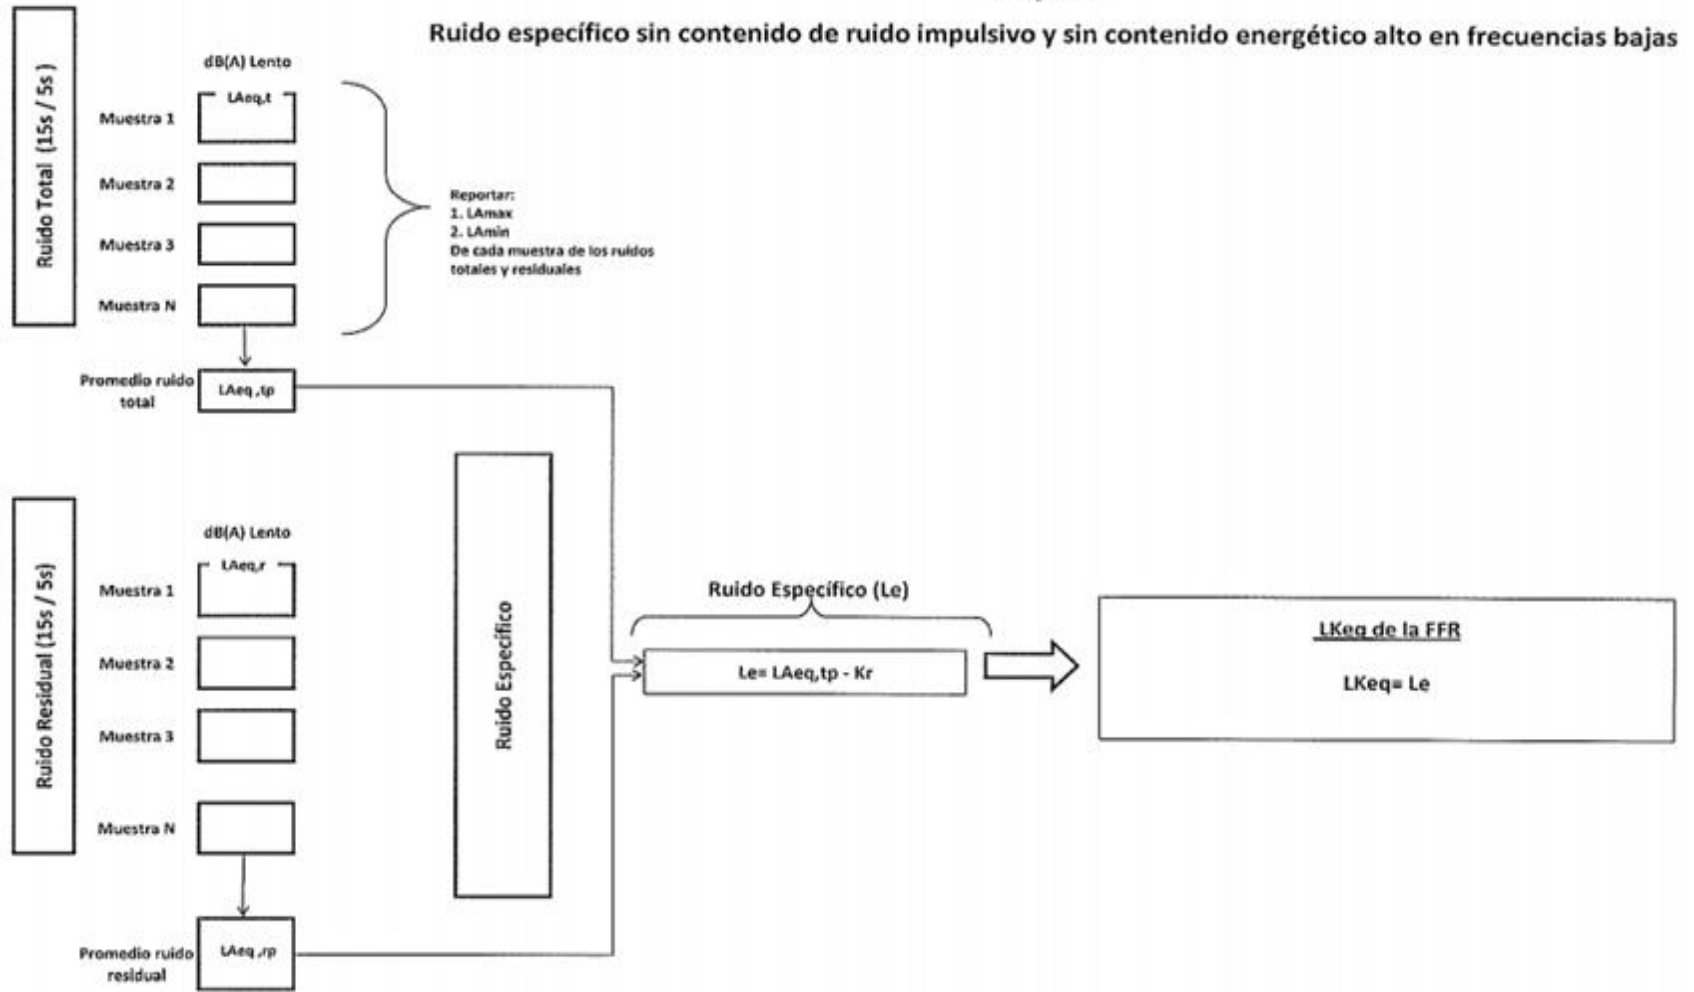 Ruido específico sin contenido de ruido impulsivo y sin contenido energético alto en frecuencias bajas
Ruido Total (15s / 5s )
dB(A) Lento
LAeq,t
Muestra 1
Muestra 2
Muestra 3
Muestra N
Reportar:
1. LAmax
2. LAmin
De cada muestra de los ruidos
totales y residuales
Promedio ruido
total
LAeq ,tp
Ruido Residual (15s / 5s)
dB(A) Lento
LAeq,r
Muestra 1
Muestra 2
Muestra 3
Muestra N
Promedio ruido
residual
LAeq ,rp
Ruido Específico
Ruido Específico (Le)
Le= LAeq,tp - Kr
LKeq de la FFR
LKeq= Le